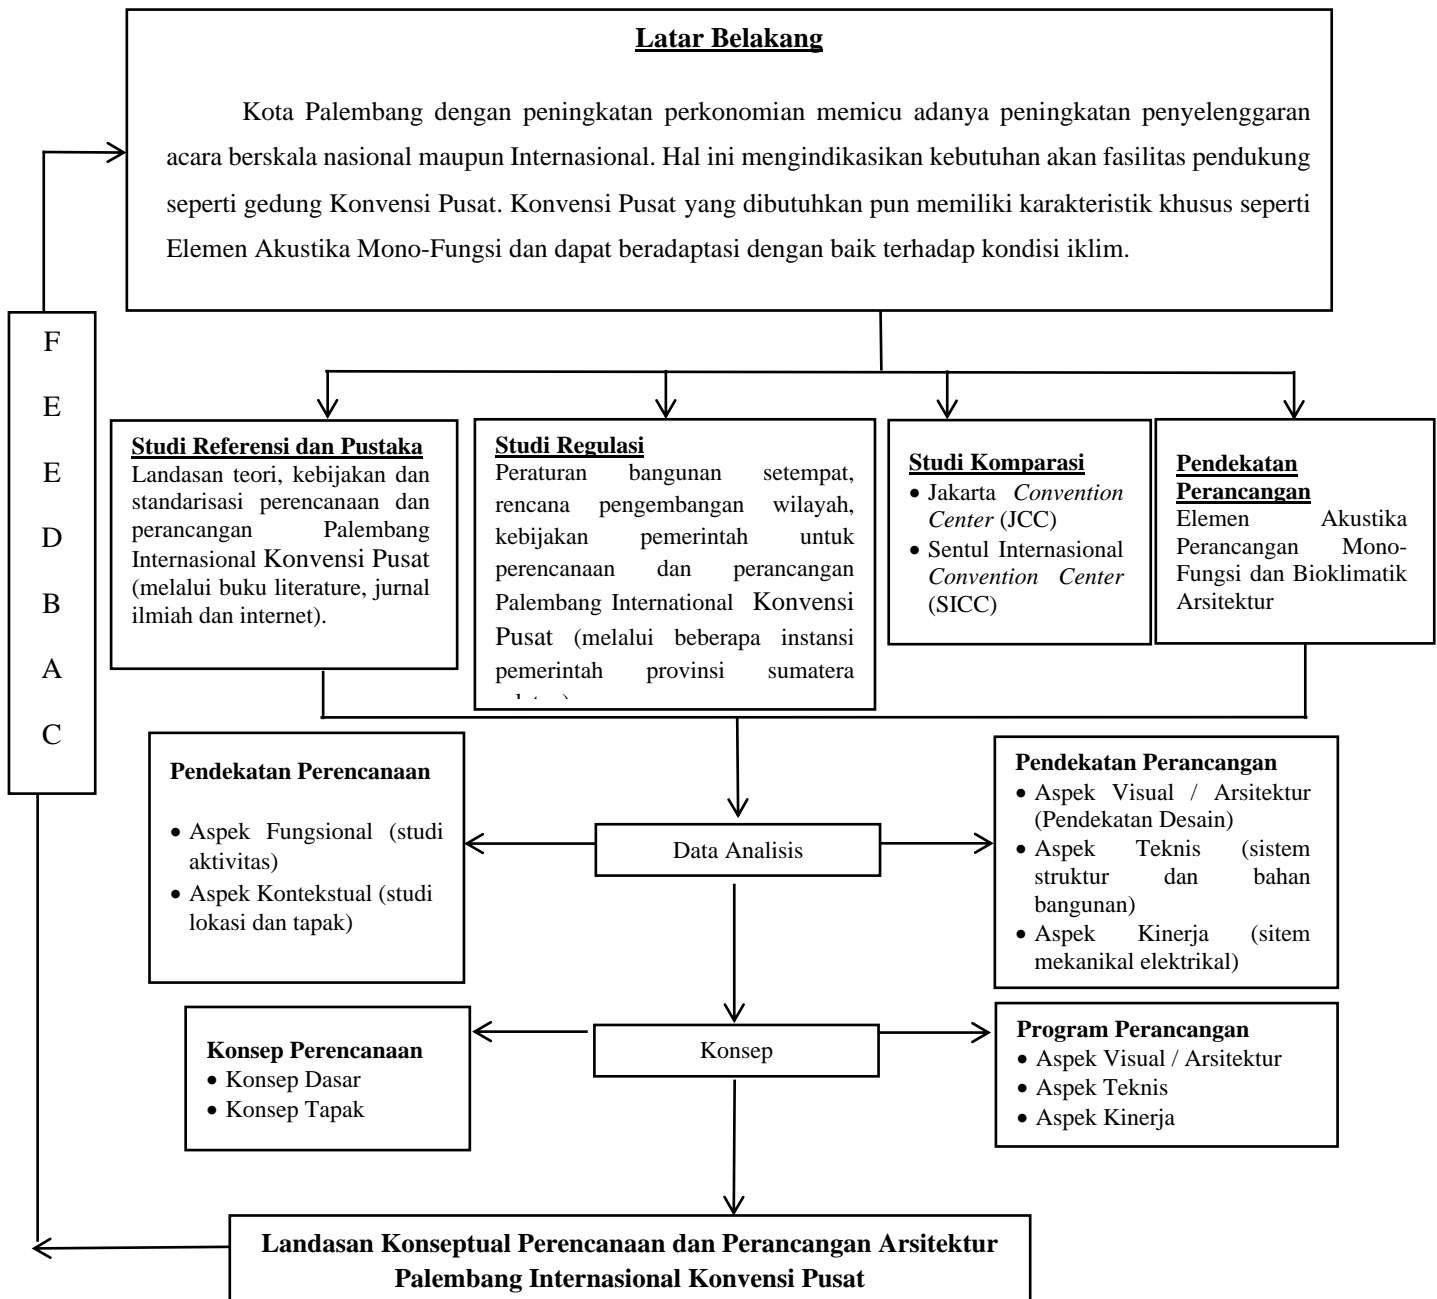 Latar Belakang
Kota Palembang dengan peningkatan perkonomian memicu adanya peningkatan penyelenggaran
acara berskala nasional maupun Internasional. Hal ini mengindikasikan kebutuhan akan fasilitas pendukung
seperti gedung Konvensi Pusat. Konvensi Pusat yang dibutuhkan pun memiliki karakteristik khusus seperti
Elemen Akustika Mono-Fungsi dan dapat beradaptasi dengan baik terhadap kondisi iklim.
F
E
E
D
B
A
C
Studi Referensi dan Pustaka
Landasan teori, kebijakan dan
standarisasi perencanaan dan
perancangan Palembang
Internasional Konvensi Pusat
(melalui buku literature, jurnal
ilmiah dan internet).
Studi Regulasi
Peraturan bangunan setempat,
rencana pengembangan wilayah,
kebijakan pemerintah untuk
perencanaan dan perancangan
Palembang International Konvensi
Pusat (melalui beberapa instansi
pemerintah provinsi sumatera
Studi Komparasi
• Jakarta Convention
Center (JCC)
• Sentul Internasional
Convention Center
(SICC)
Pendekatan
Perancangan
Elemen Akustika
Perancangan Mono-
Fungsi dan Bioklimatik
Arsitektur
Pendekatan Perencanaan
• Aspek Fungsional (studi
aktivitas)
• Aspek Kontekstual (studi
lokasi dan tapak)
Data Analisis
Pendekatan Perancangan
• Aspek Visual / Arsitektur
(Pendekatan Desain)
• Aspek Teknis (sistem
struktur dan bahan
bangunan)
• Aspek Kinerja (sitem
mekanikal elektrikal)
Konsep Perencanaan
• Konsep Dasar
• Konsep Tapak
Konsep
Program Perancangan
• Aspek Visual / Arsitektur
• Aspek Teknis
• Aspek Kinerja
Landasan Konseptual Perencanaan dan Perancangan Arsitektur
Palembang Internasional Konvensi Pusat